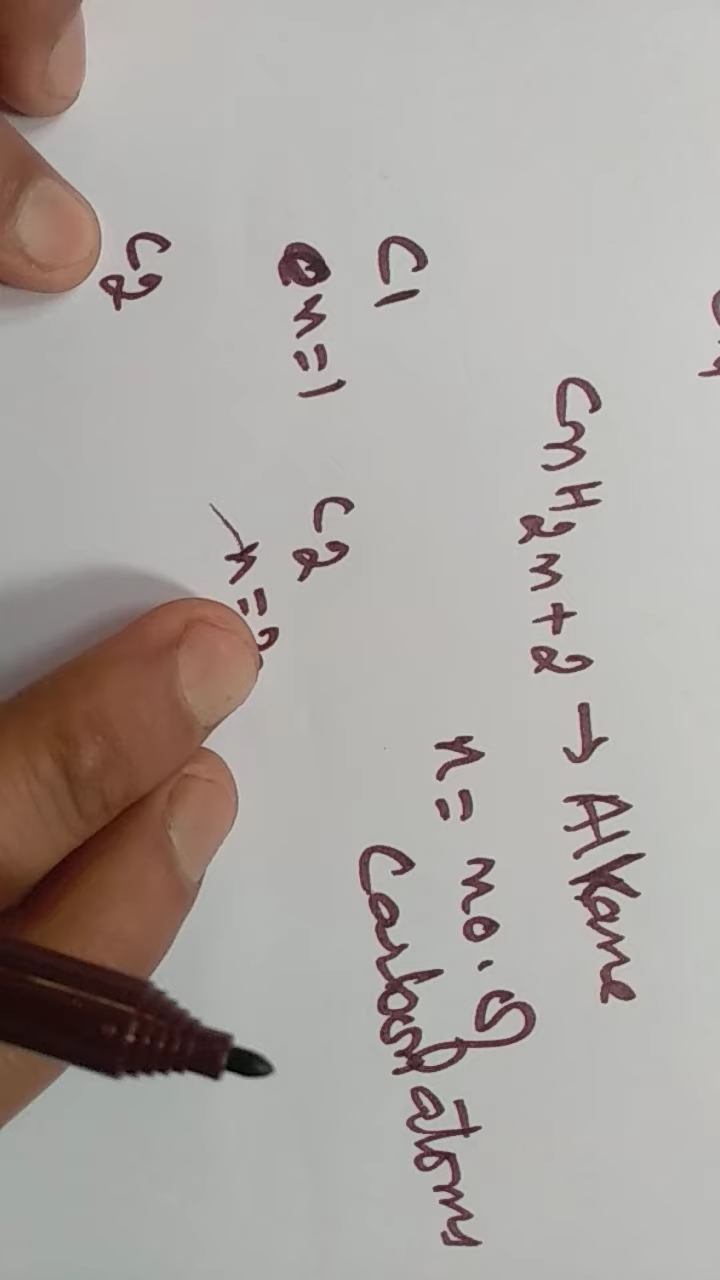 CnH2n+2 → Alkane
n = no. of
Carbon atoms
C1
n=1
C2
n=2
C2